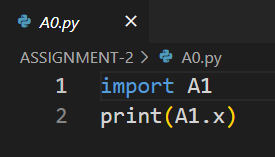 A0.py ×
ASSIGNMENT-2 > A0.py
1 import A1
2 print(A1.x)